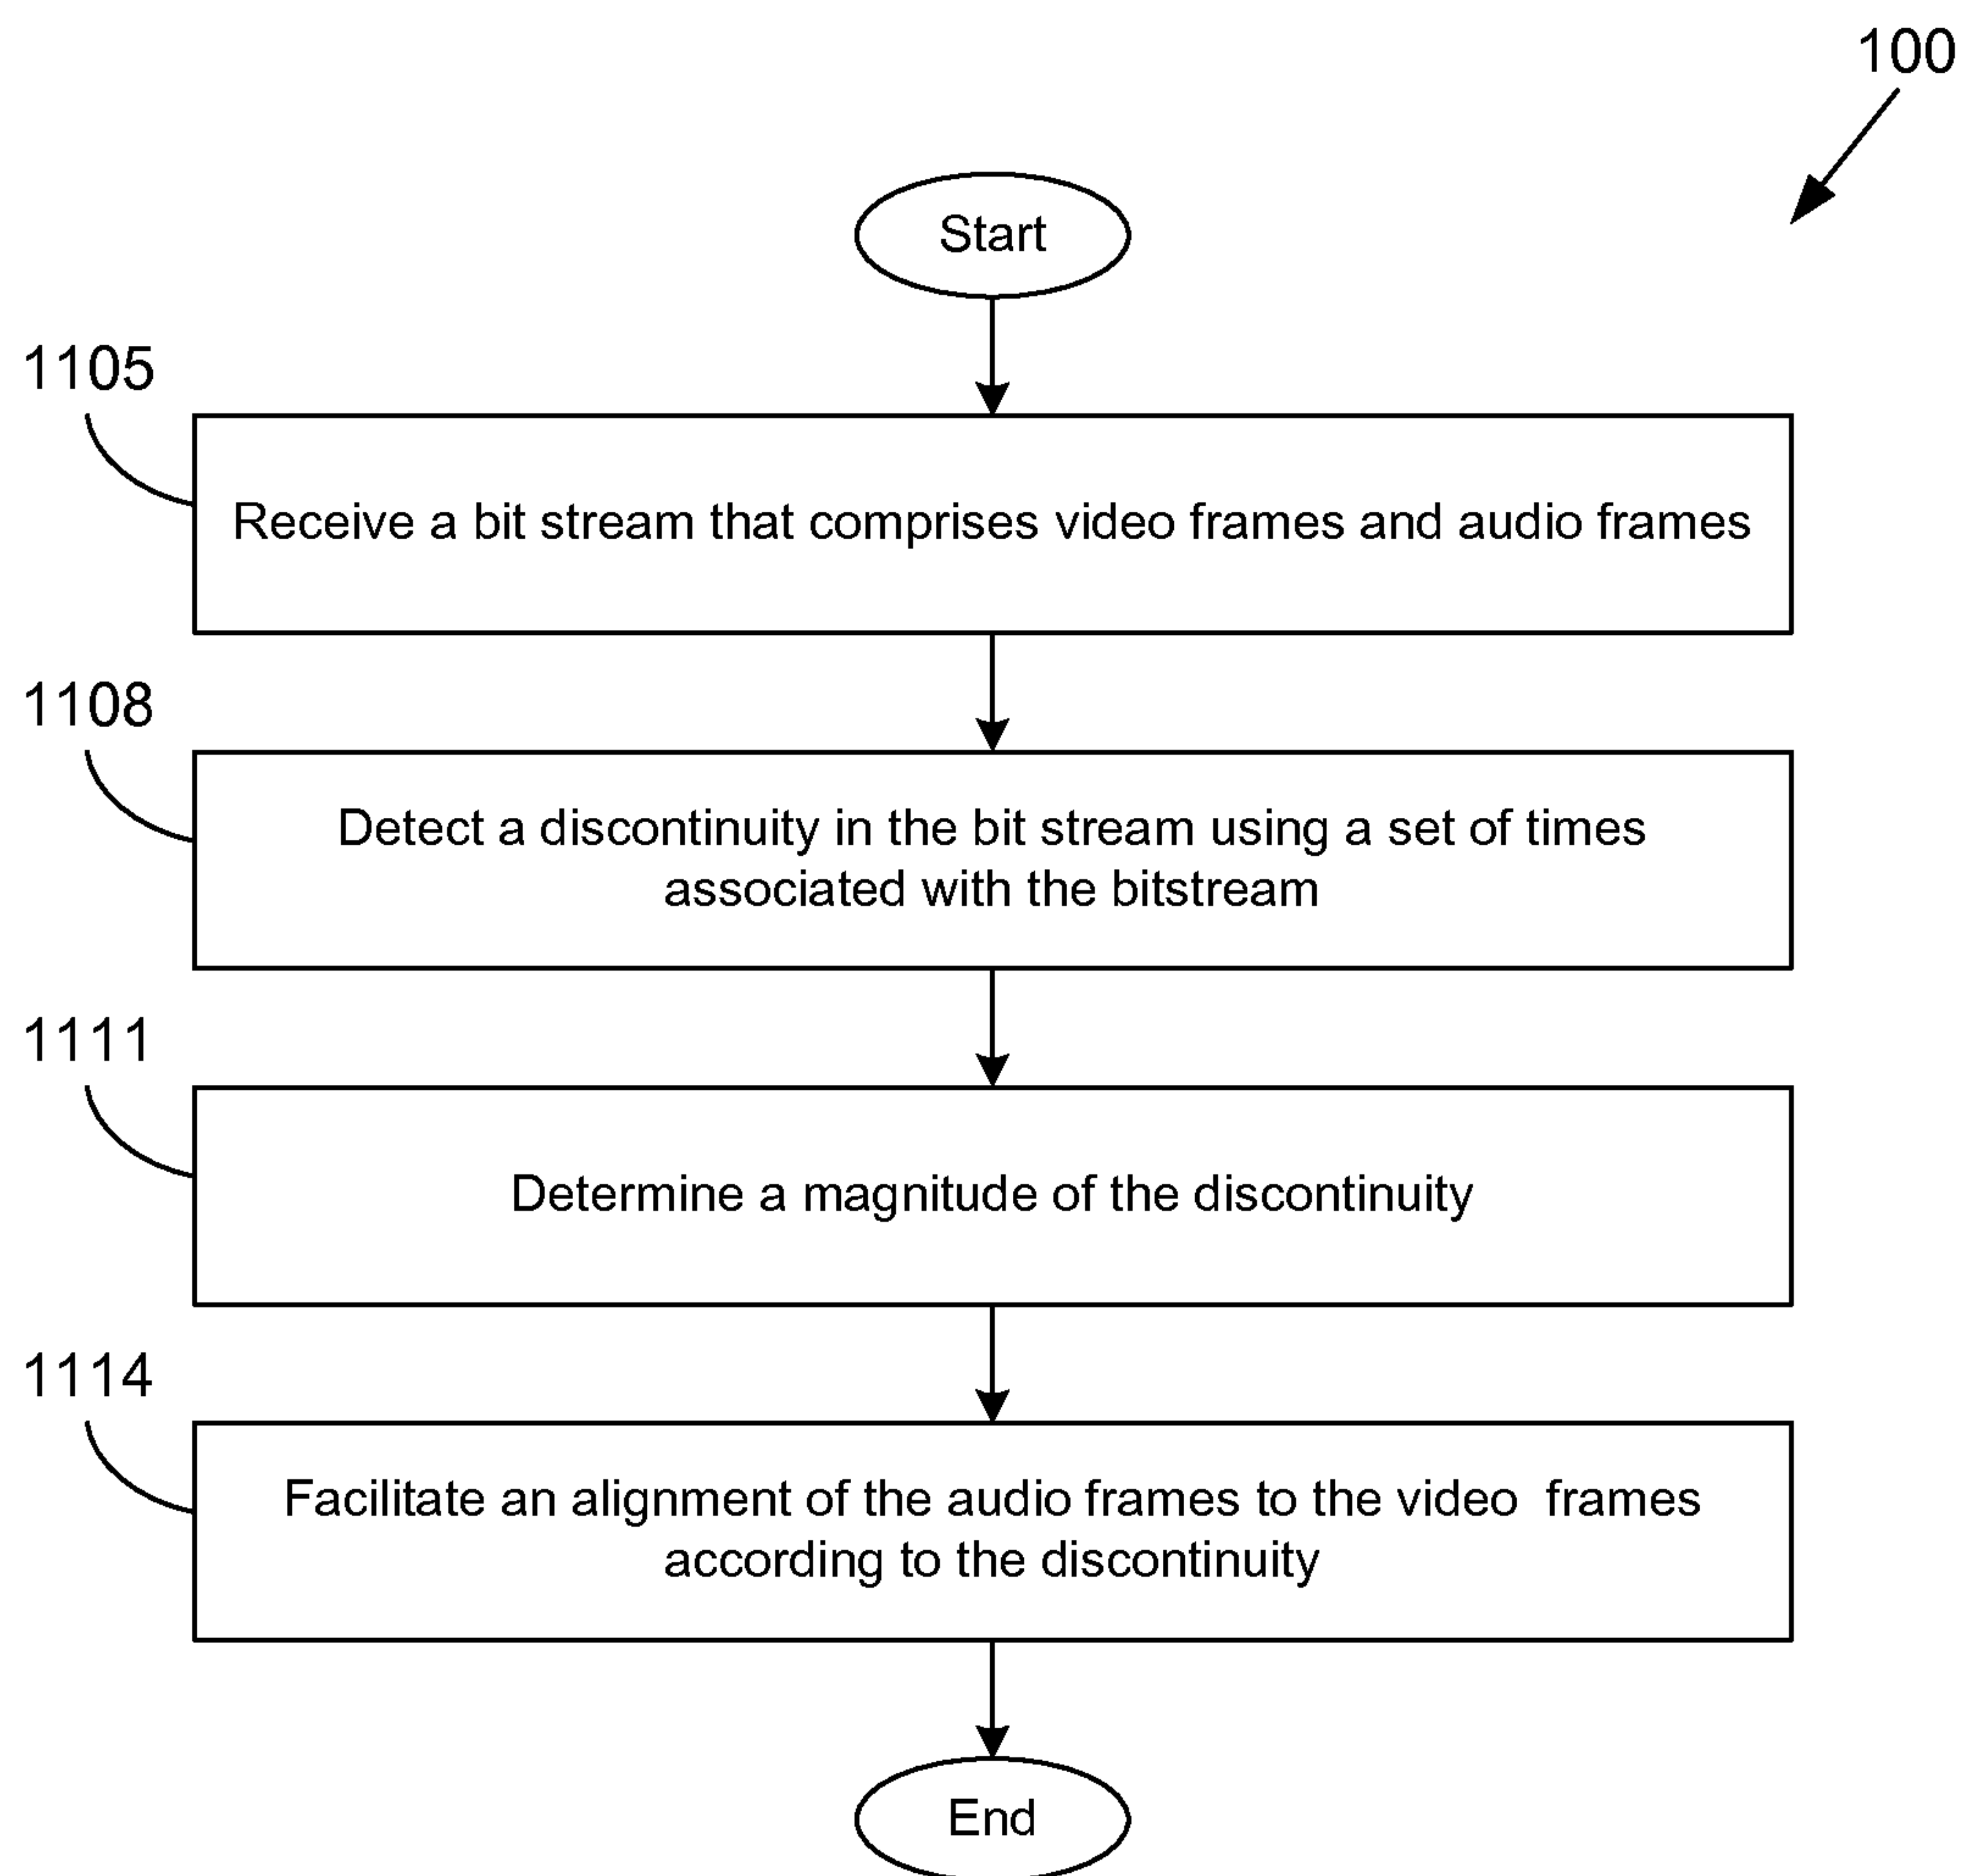 100
Start
1105
Receive a bit stream that comprises video frames and audio frames
1108
Detect a discontinuity in the bit stream using a set of times
associated with the bitstream
1111
Determine a magnitude of the discontinuity
1114
Facilitate an alignment of the audio frames to the video frames
according to the discontinuity
End